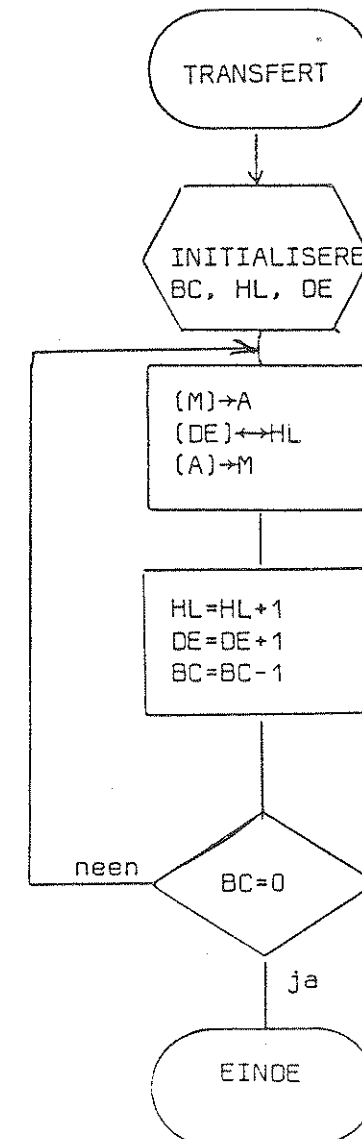 TRANSFERT
INITIALISERE
BC, HL, DE
(M)→A
(DE)↔HL
(A)→M
HL=HL+1
DE=DE+1
BC=BC-1
neen
BC=0
ja
EINDE